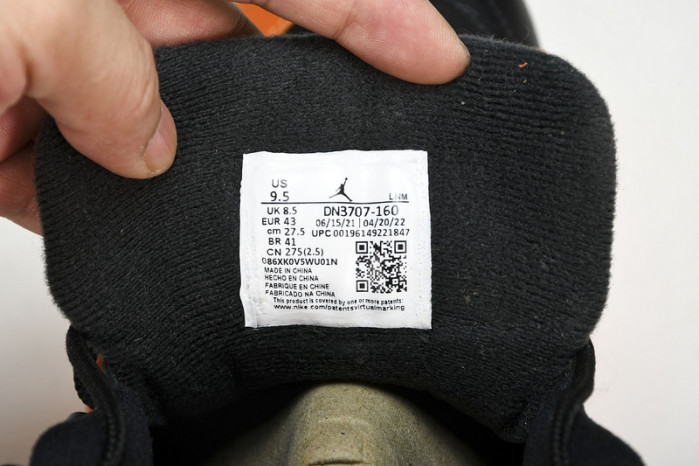 US
9.5 LNM
UK 8.5 DN3707-160
EUR 43 06/15/21 | 04/20/22
cm 27.5 UPC 00196149221847
BR 41
CN 275(2.5)
086XK0V5WU01N
MADE IN CHINA
HECHO EN CHINA
FABRIQUE EN CHINE
FABRICADO NA CHINA
This product is covered by one or more patents:
www.nike.com/patentsvirtualmarking